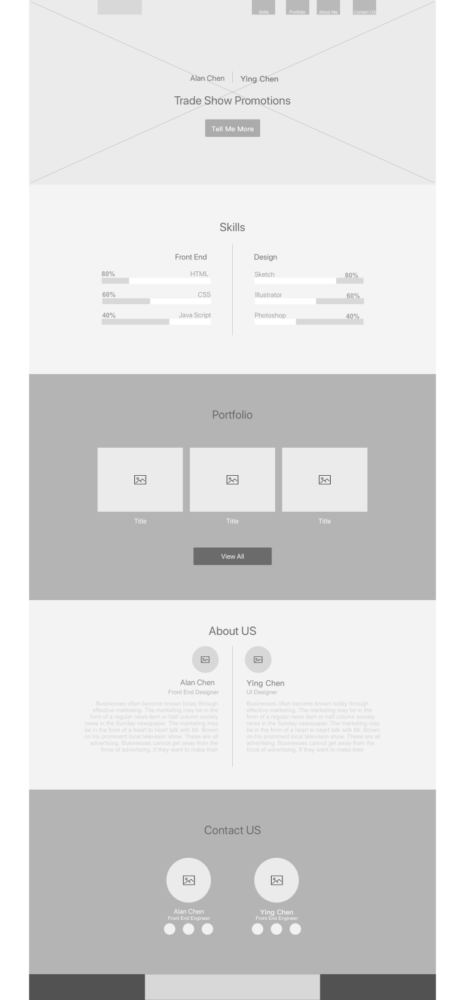 Skills
Portfolio
About Me
Contact US
Alan Chen
Ying Chen
Trade Show Promotions
Tell Me More
Skills
Front End
80%
HTML
60%
CSS
40%
Java Script
Design
Sketch
80%
Illustrator
60%
Photoshop
40%
Portfolio
Title
Title
Title
View All
About US
Alan Chen
Front End Designer
Businesses often become known today through
effective marketing. The marketing may be in the
form of a regular news item or half column society
news in the Sunday newspaper. The marketing may
be in the form of a heart to heart talk with Mr. Brown
on his prominent local television show. These are all
advertising. Businesses cannot get away from the
force of advertising. If they want to make their
Ying Chen
UI Designer
Businesses often become known today through
effective marketing. The marketing may be in the
form of a regular news item or half column society
news in the Sunday newspaper. The marketing may
be in the form of a heart to heart talk with Mr. Brown
on his prominent local television show. These are all
advertising. Businesses cannot get away from the
force of advertising. If they want to make their
Contact US
Alan Chen
Front End Engineer
Ying Chen
Front End Engineer